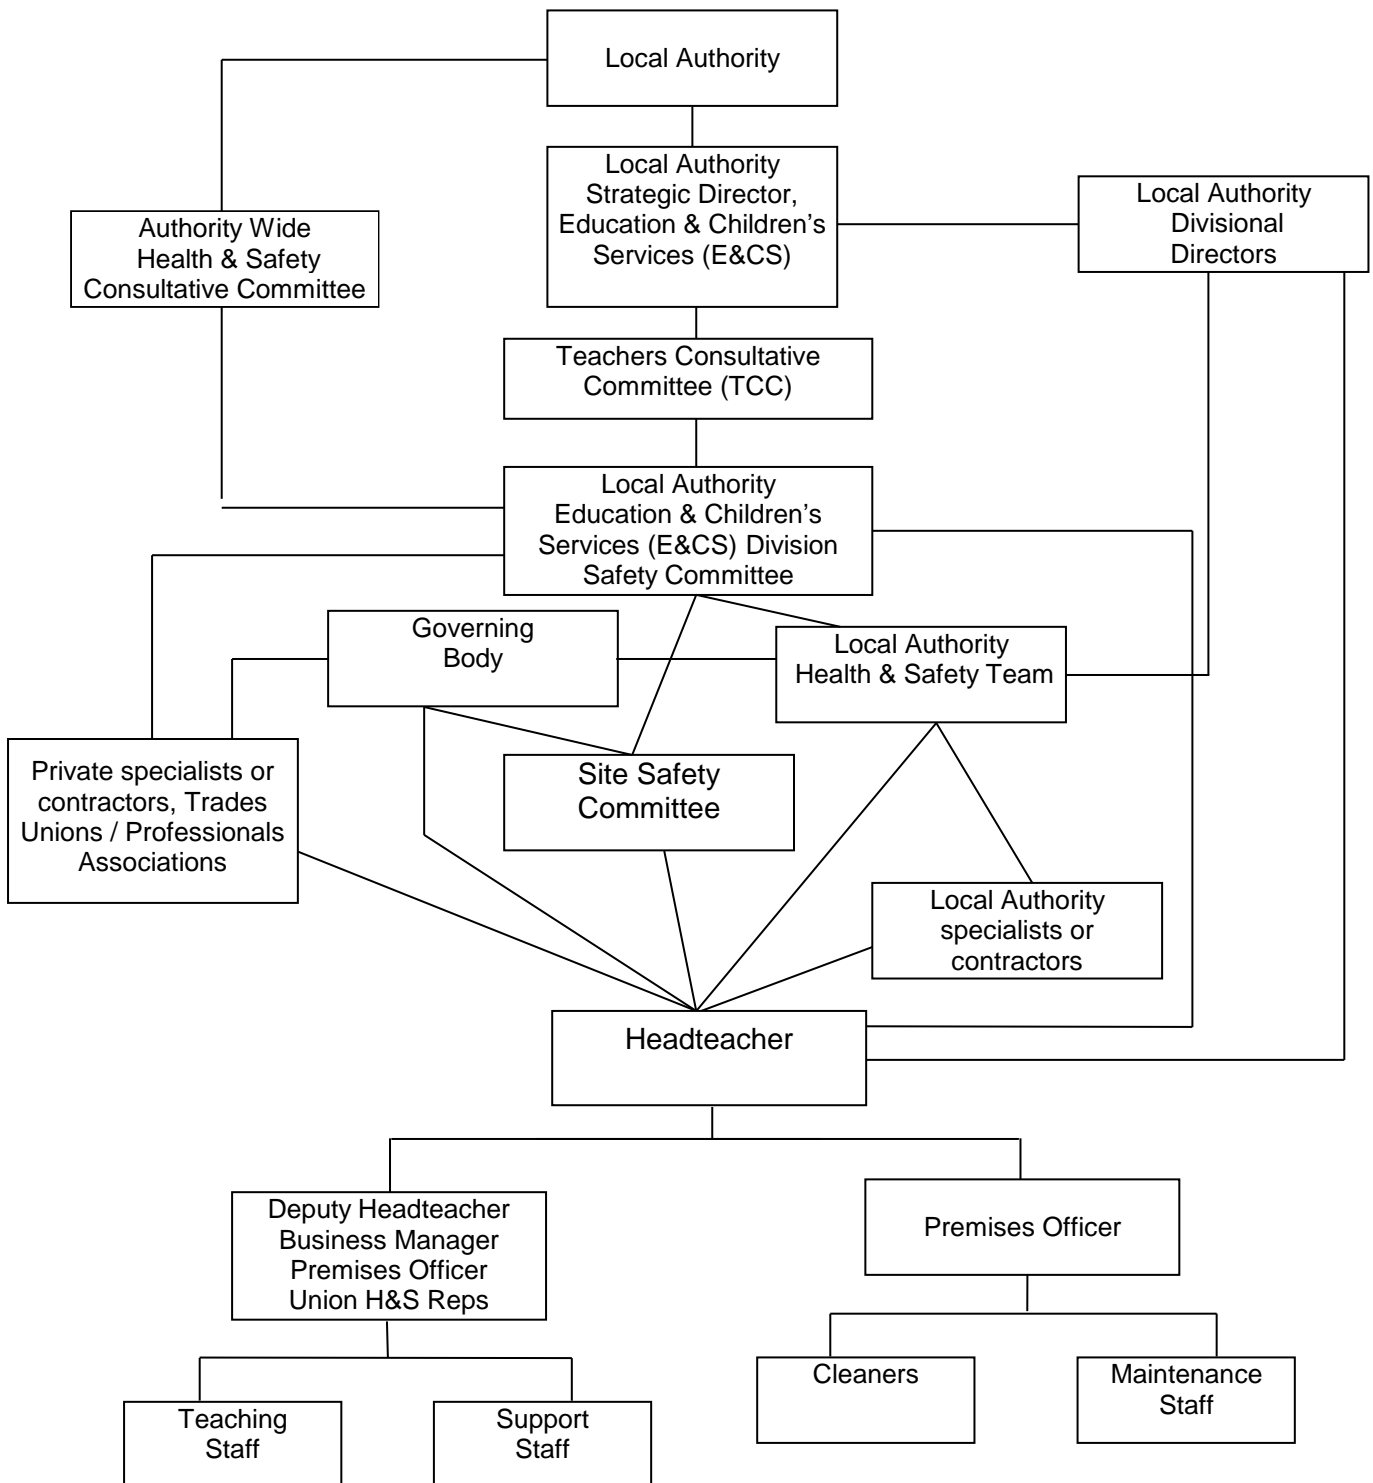 Local Authority
Local Authority
Strategic Director,
Education & Children’s
Services (E&CS)
Local Authority
Divisional
Directors
Authority Wide
Health & Safety
Consultative Committee
Teachers Consultative
Committee (TCC)
Local Authority
Education & Children’s
Services (E&CS) Division
Safety Committee
Governing
Body
Local Authority
Health & Safety Team
Private specialists or
contractors, Trades
Unions / Professionals
Associations
Site Safety
Committee
Local Authority
specialists or
contractors
Headteacher
Deputy Headteacher
Business Manager
Premises Officer
Union H&S Reps
Premises Officer
Teaching
Staff
Support
Staff
Cleaners
Maintenance
Staff